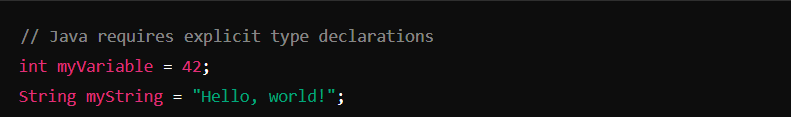 // Java requires explicit type declarations
int myVariable = 42;
String myString = "Hello, world!";